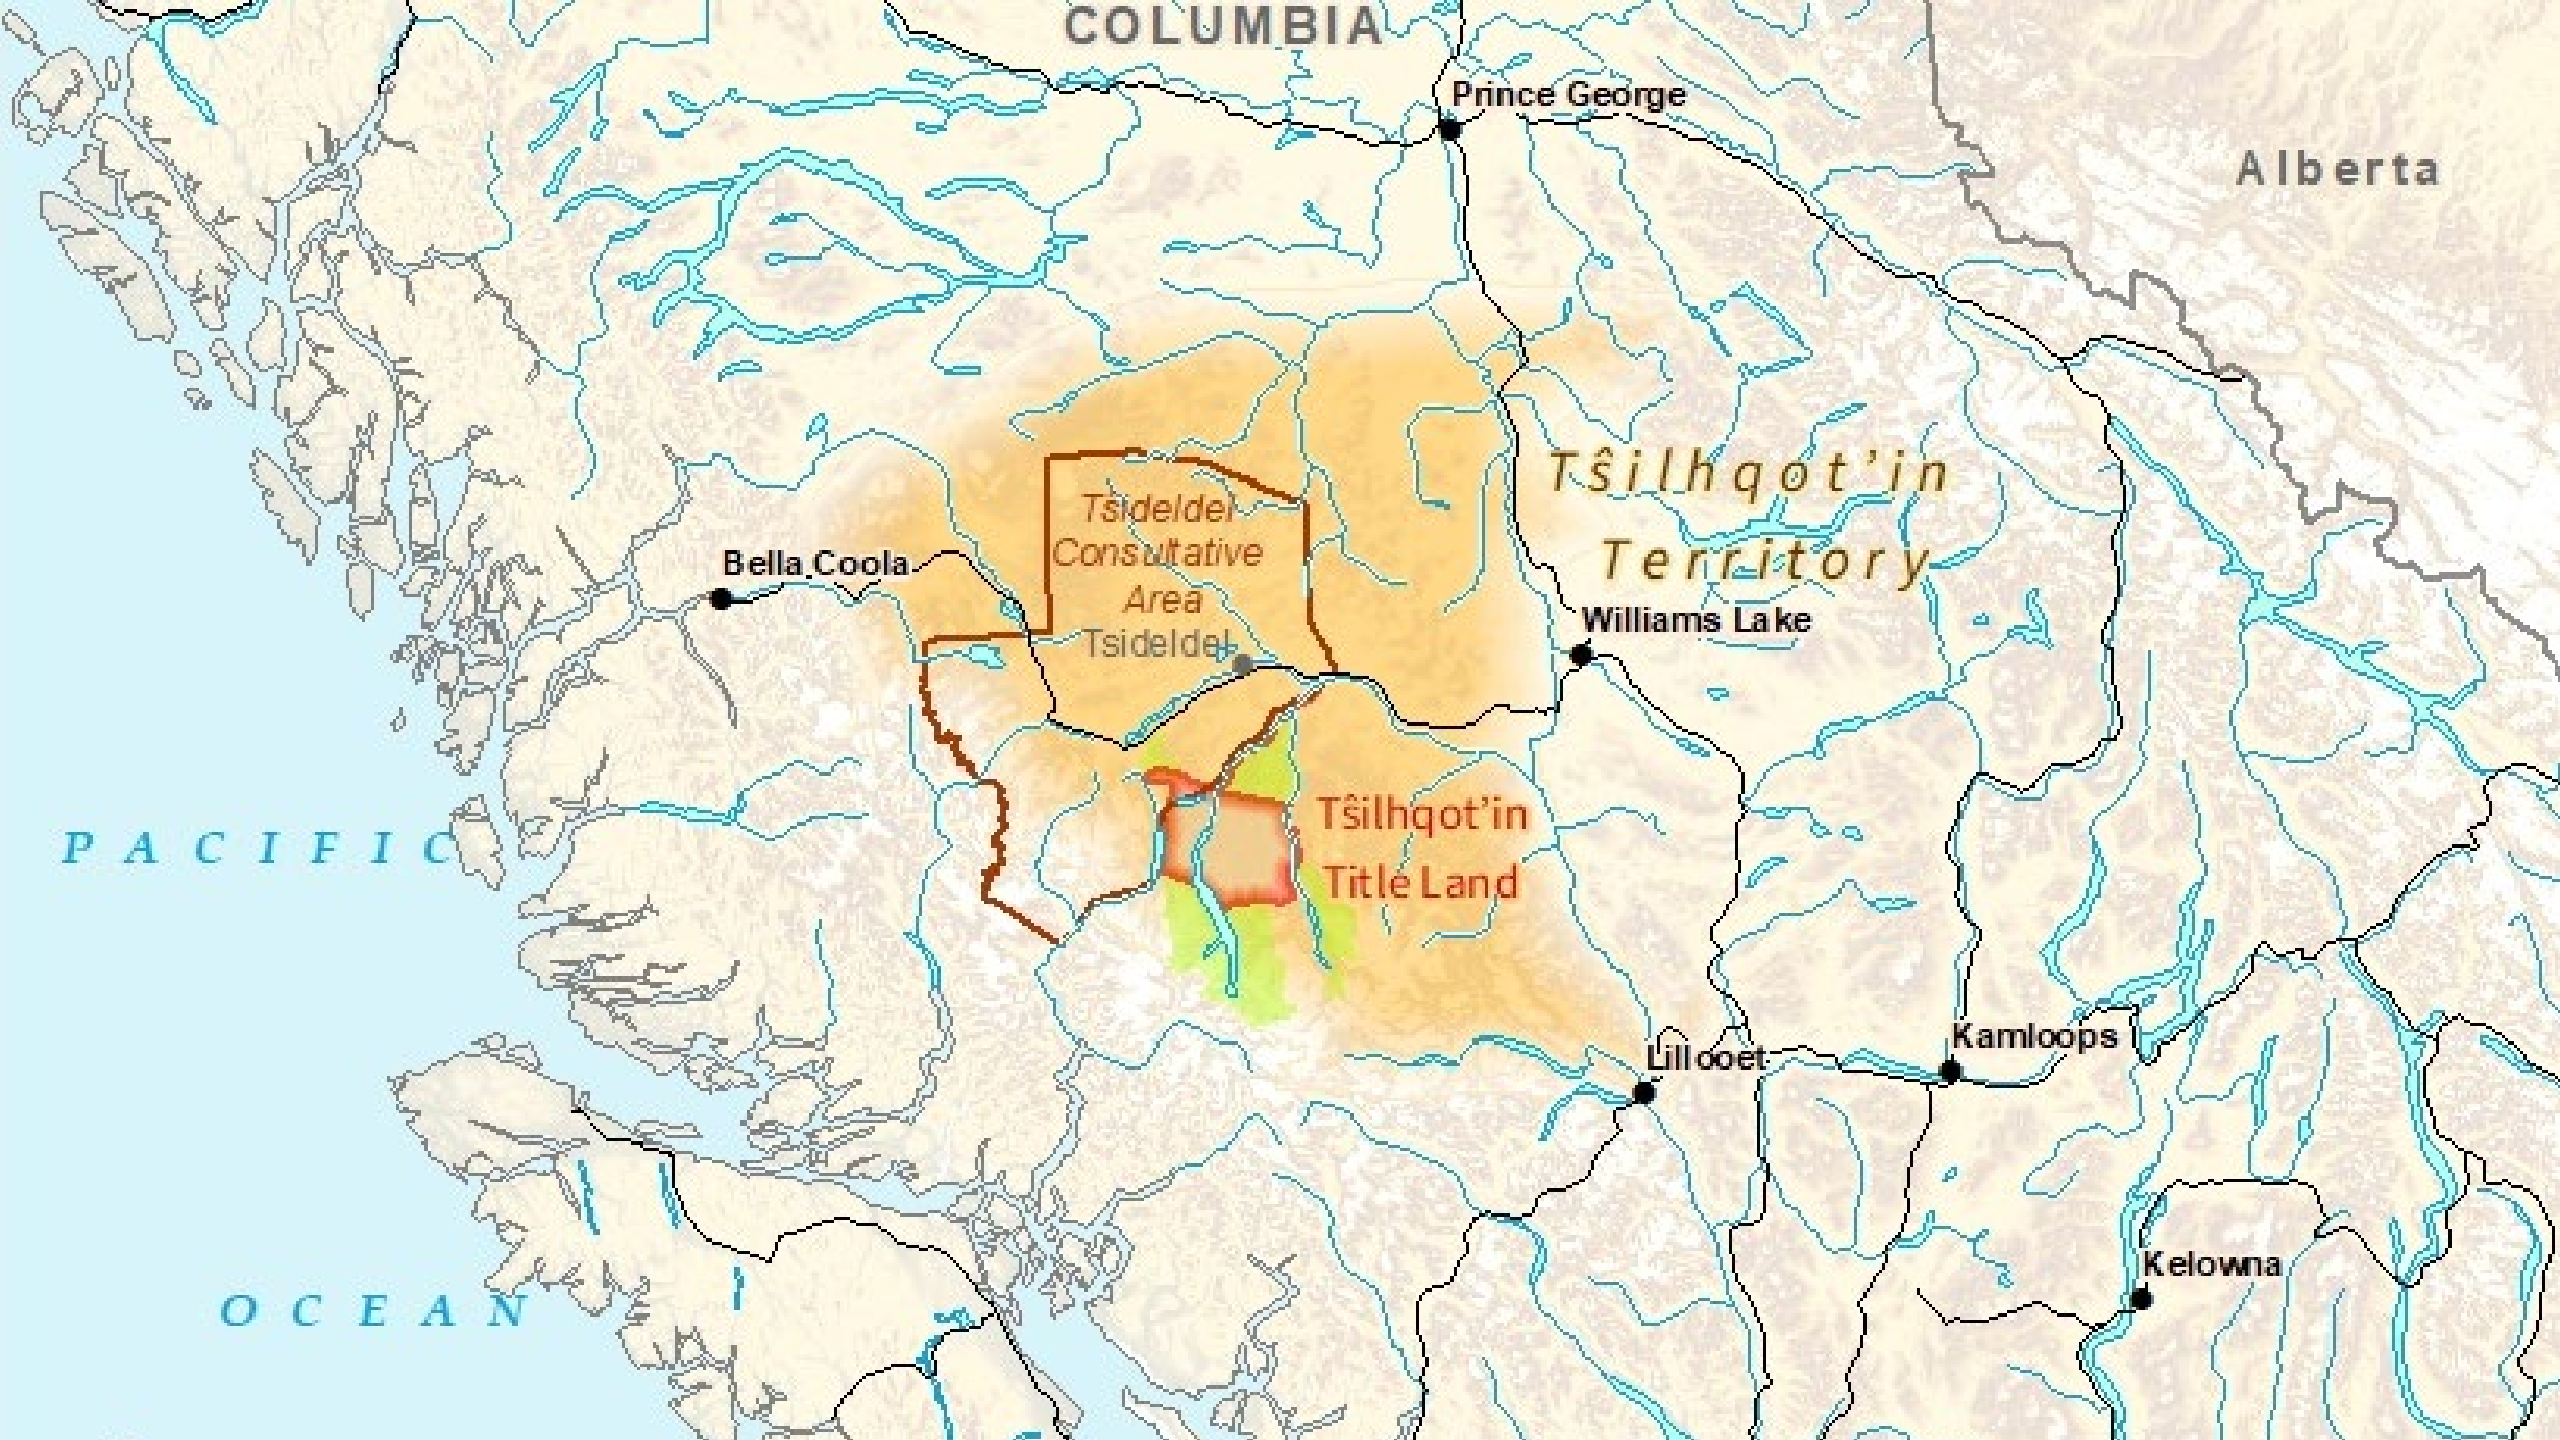 COLUMBIA
Prince George
Alberta
Tŝilhqot’in
Territory
Tsideldel
Consultative
Area
Tsideldel
Bella Coola
Williams Lake
Tŝilhqot’in
Title Land
PACIFIC
OCEAN
Lillooet
Kamloops
Kelowna